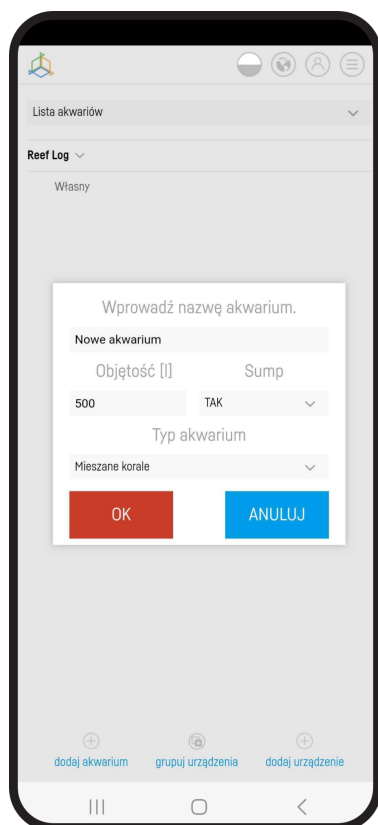 Lista akwariów
Reef Log
Własny
Wprowadź nazwę akwarium.
Nowe akwarium
Objętość [l] Sump
500 TAK
Typ akwarium
Mieszane korale
OK ANULUJ
dodaj akwarium grupuj urządzenia dodaj urządzenie